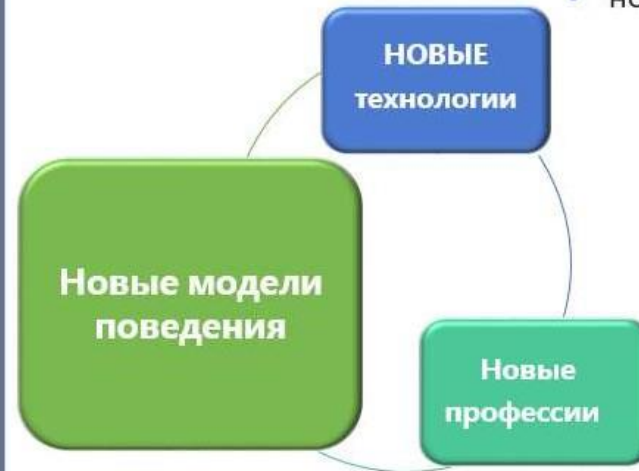 НОВЫЕ
технологии
Новые модели
поведения
Новые
профессии